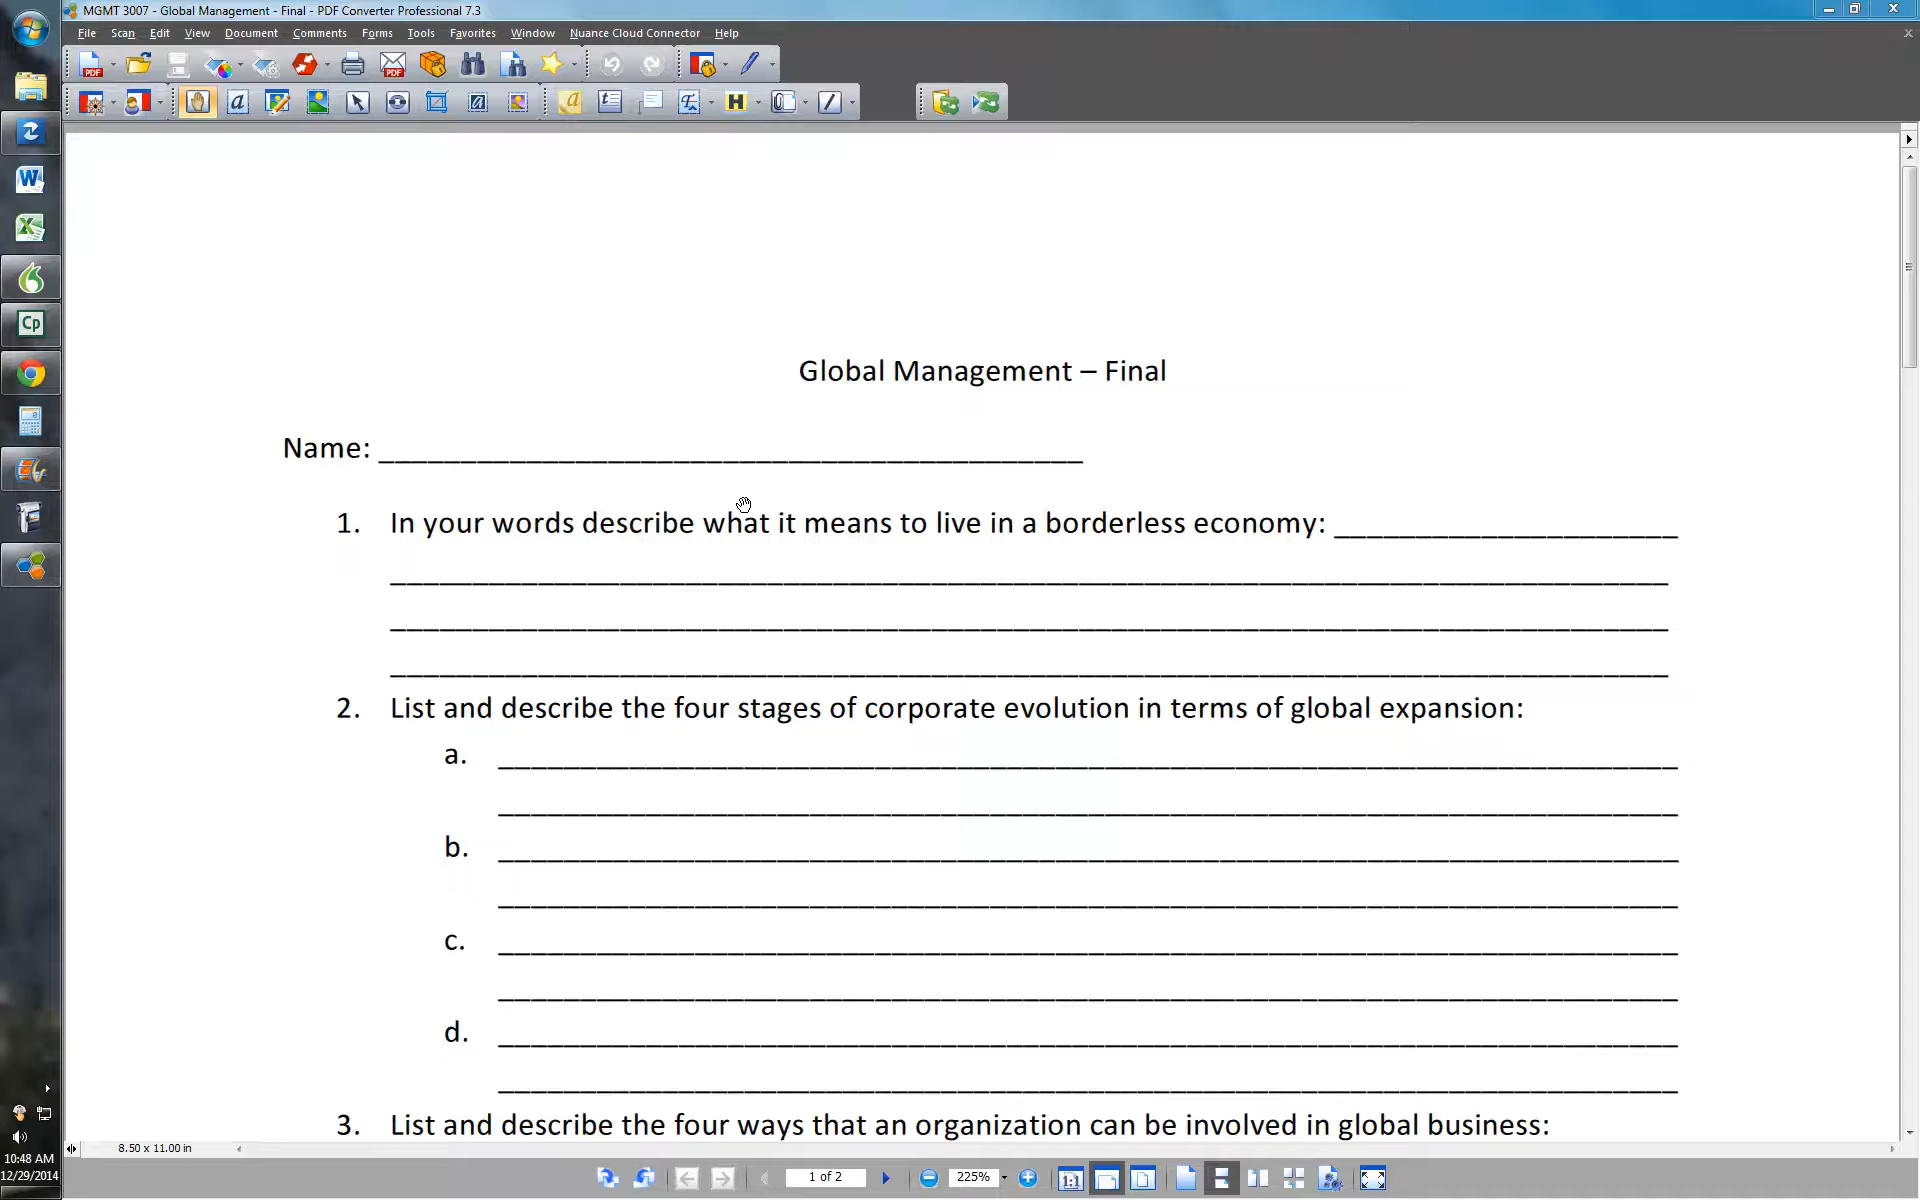 MGMT 3007 - Global Management - Final - PDF Converter Professional 7.3
File Scan Edit View Document Comments Forms Tools Favorites Window Nuance Cloud Connector Help
Global Management – Final
Name: ___________________________________________
1. In your words describe what it means to live in a borderless economy: _____________________
______________________________________________________________________________
______________________________________________________________________________
______________________________________________________________________________
2. List and describe the four stages of corporate evolution in terms of global expansion:
a. ________________________________________________________________________
________________________________________________________________________
b. ________________________________________________________________________
________________________________________________________________________
c. ________________________________________________________________________
________________________________________________________________________
d. ________________________________________________________________________
________________________________________________________________________
3. List and describe the four ways that an organization can be involved in global business:
8.50 x 11.00 in
10:48 AM
12/29/2014
1 of 2
225%